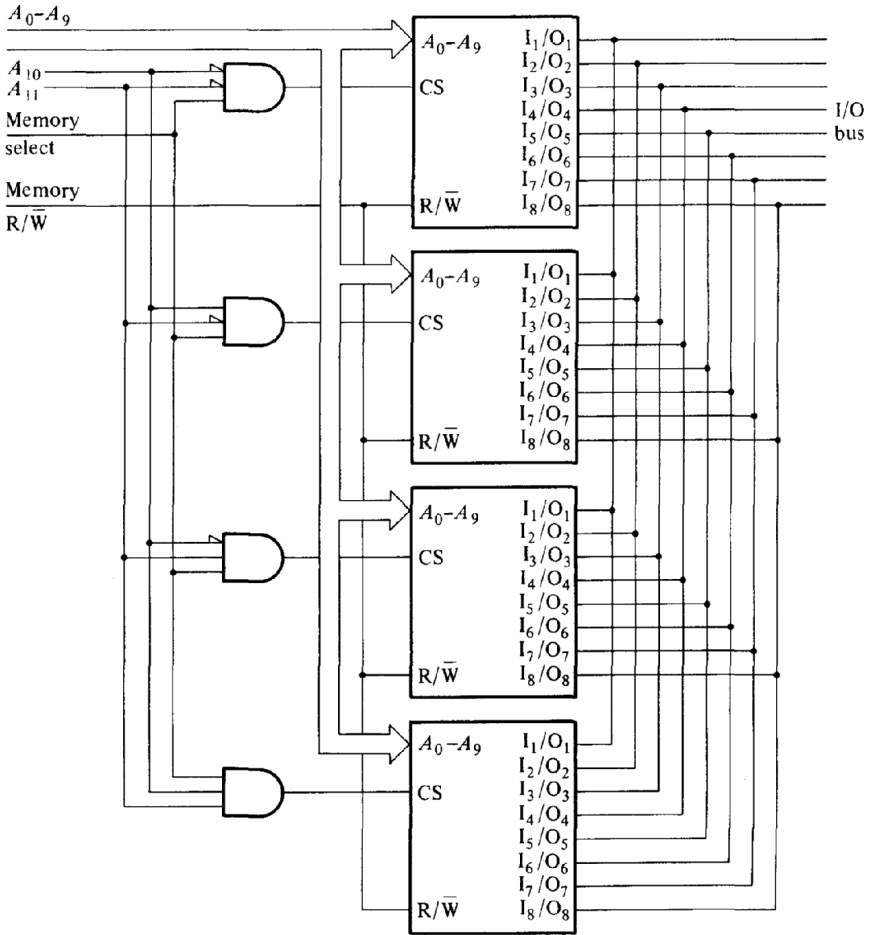 A₀–A₉
A₁₀
A₁₁
Memory
select
Memory
R/W̅
A₀–A₉
CS
R/W̅
I₁/O₁
I₂/O₂
I₃/O₃
I₄/O₄
I₅/O₅
I₆/O₆
I₇/O₇
I₈/O₈
I/O
bus
A₀–A₉
CS
R/W̅
I₁/O₁
I₂/O₂
I₃/O₃
I₄/O₄
I₅/O₅
I₆/O₆
I₇/O₇
I₈/O₈
A₀–A₉
CS
R/W̅
I₁/O₁
I₂/O₂
I₃/O₃
I₄/O₄
I₅/O₅
I₆/O₆
I₇/O₇
I₈/O₈
A₀–A₉
CS
R/W̅
I₁/O₁
I₂/O₂
I₃/O₃
I₄/O₄
I₅/O₅
I₆/O₆
I₇/O₇
I₈/O₈